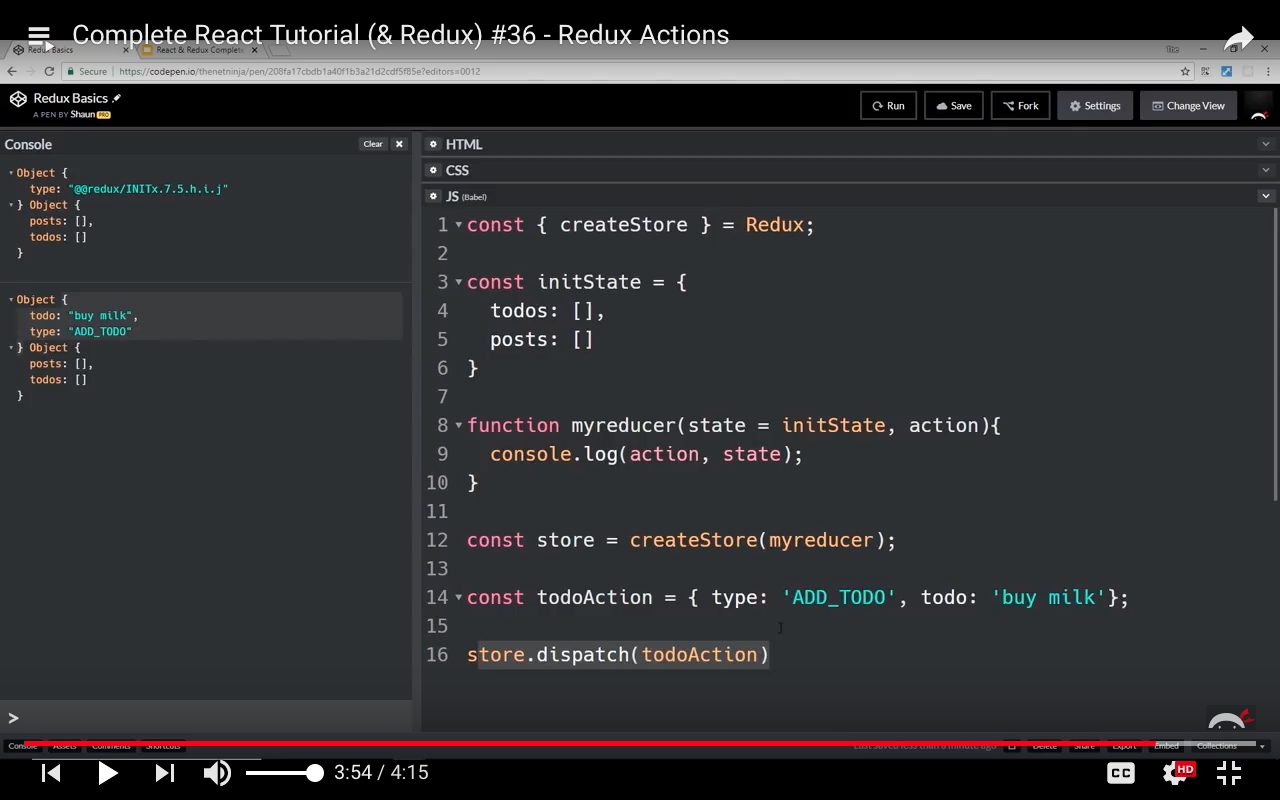 Complete React Tutorial (& Redux) #36 - Redux Actions
Redux Basics
React & Redux Complet
Secure https://codepen.io/thenetninja/pen/208fa17cbdb1a40f1b3a21d2cdf5f85e?editors=0012
Redux Basics
A PEN BY Shaun PRO
Run
Save
Fork
Settings
Change View
Console
Clear
Object {
type: "@@redux/INITx.7.5.h.i.j"
} Object {
posts: [],
todos: []
}
Object {
todo: "buy milk",
type: "ADD_TODO"
} Object {
posts: [],
todos: []
}
>
HTML
CSS
JS (Babel)
1 const { createStore } = Redux;
2
3 const initState = {
4 todos: [],
5 posts: []
6 }
7
8 function myreducer(state = initState, action){
9 console.log(action, state);
10 }
11
12 const store = createStore(myreducer);
13
14 const todoAction = { type: 'ADD_TODO', todo: 'buy milk'};
15
16 store.dispatch(todoAction)
Console Assets Comments Shortcuts
Last saved less than a minute ago
Delete Share Export Embed Collections
3:54 / 4:15
CC
HD